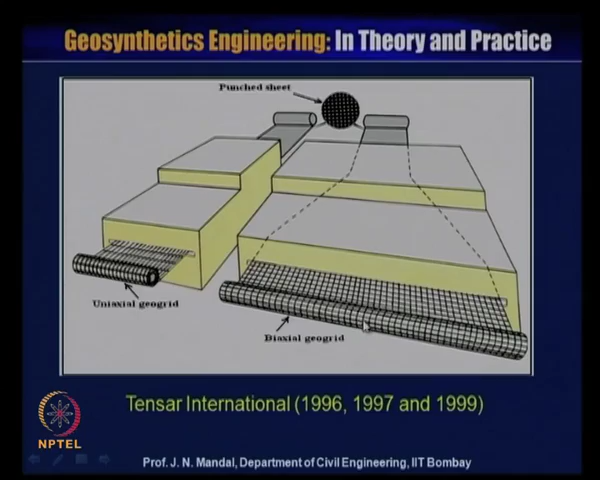 Geosynthetics Engineering: In Theory and Practice
Punched sheet
Uniaxial geogrid
Biaxial geogrid
Tensar International (1996, 1997 and 1999)
NPTEL
Prof. J. N. Mandal, Department of Civil Engineering, IIT Bombay